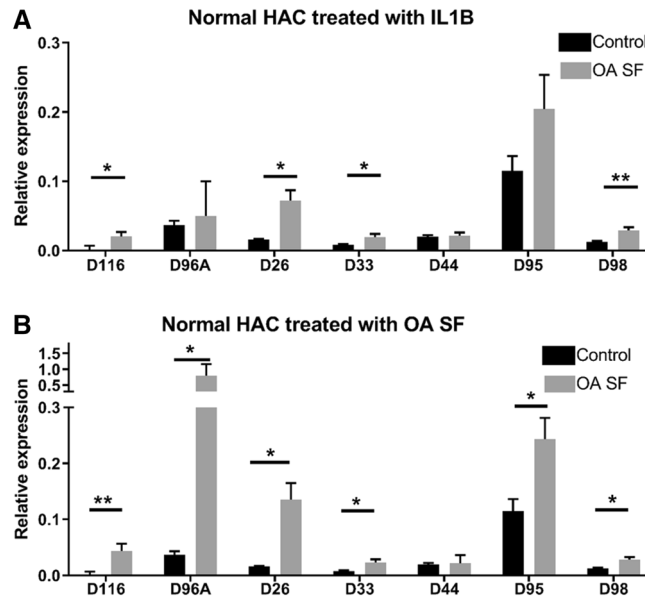 A
Normal HAC treated with IL1B
Control
OA SF
Relative expression
0.3
0.2
0.1
0.0
*
*
*
**
D116 D96A D26 D33 D44 D95 D98
B
Normal HAC treated with OA SF
Control
OA SF
Relative expression
1.5
1.0
0.5
0.3
0.2
0.1
0.0
**
*
*
*
*
*
D116 D96A D26 D33 D44 D95 D98